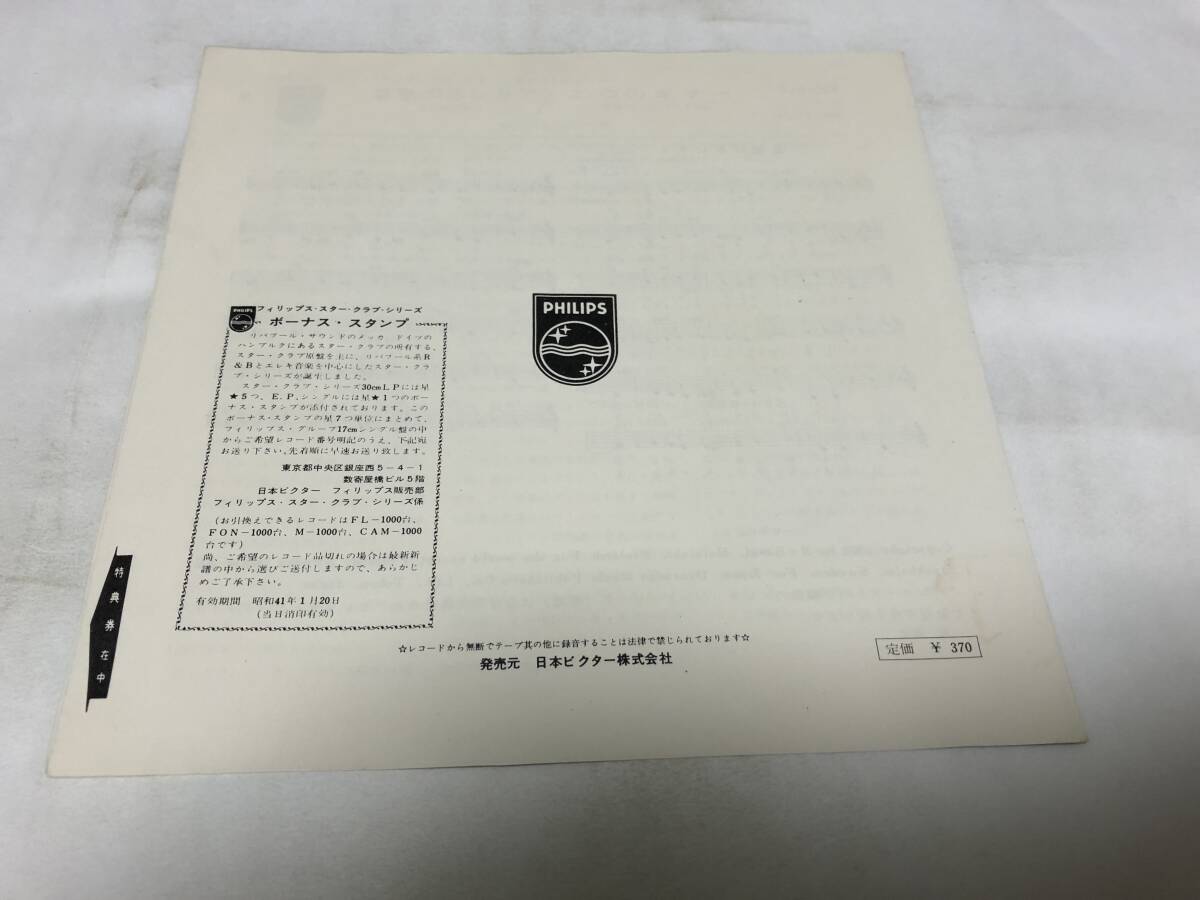 PHILIPS
フィリップス・スター・クラブ・シリーズ
ボーナス・スタンプ
リバプール・サウンドのメッカ ドイツの
ハンブルクにあるスター・クラブの所有する、
スター・クラブ原盤を主に、リバプール系R
&Bとエレキ音楽を中心にしたスター・クラ
ブ・シリーズが誕生しました。
スター・クラブ・シリーズ30cmLPには星
★5つ、E.P.シングルには星★1つのボー
ナス・スタンプが添付されております。この
ボーナス・スタンプの星7つ単位にまとめて、
フィリップス・グループ17cmシングル盤の中
からご希望レコード番号明記のうえ、下記宛
お送り下さい。先着順に早速お送り致します。
東京都中央区銀座西5-4-1
数寄屋橋ビル5階
日本ビクター フィリップス販売部
フィリップス・スター・クラブ・シリーズ係
(お引換えできるレコードはFL-1000台、
FON-1000台、M-1000台、CAM-1000
台です)
尚、ご希望のレコード品切れの場合は最新新
譜の中から選びご送付しますので、あらかじ
めご了承下さい。
有効期間 昭和41年1月20日
(当日消印有効)
PHILIPS
特典券在中
☆レコードから無断でテープ其の他に録音することは法律で禁じられております☆
発売元 日本ビクター株式会社
定価 ¥ 370